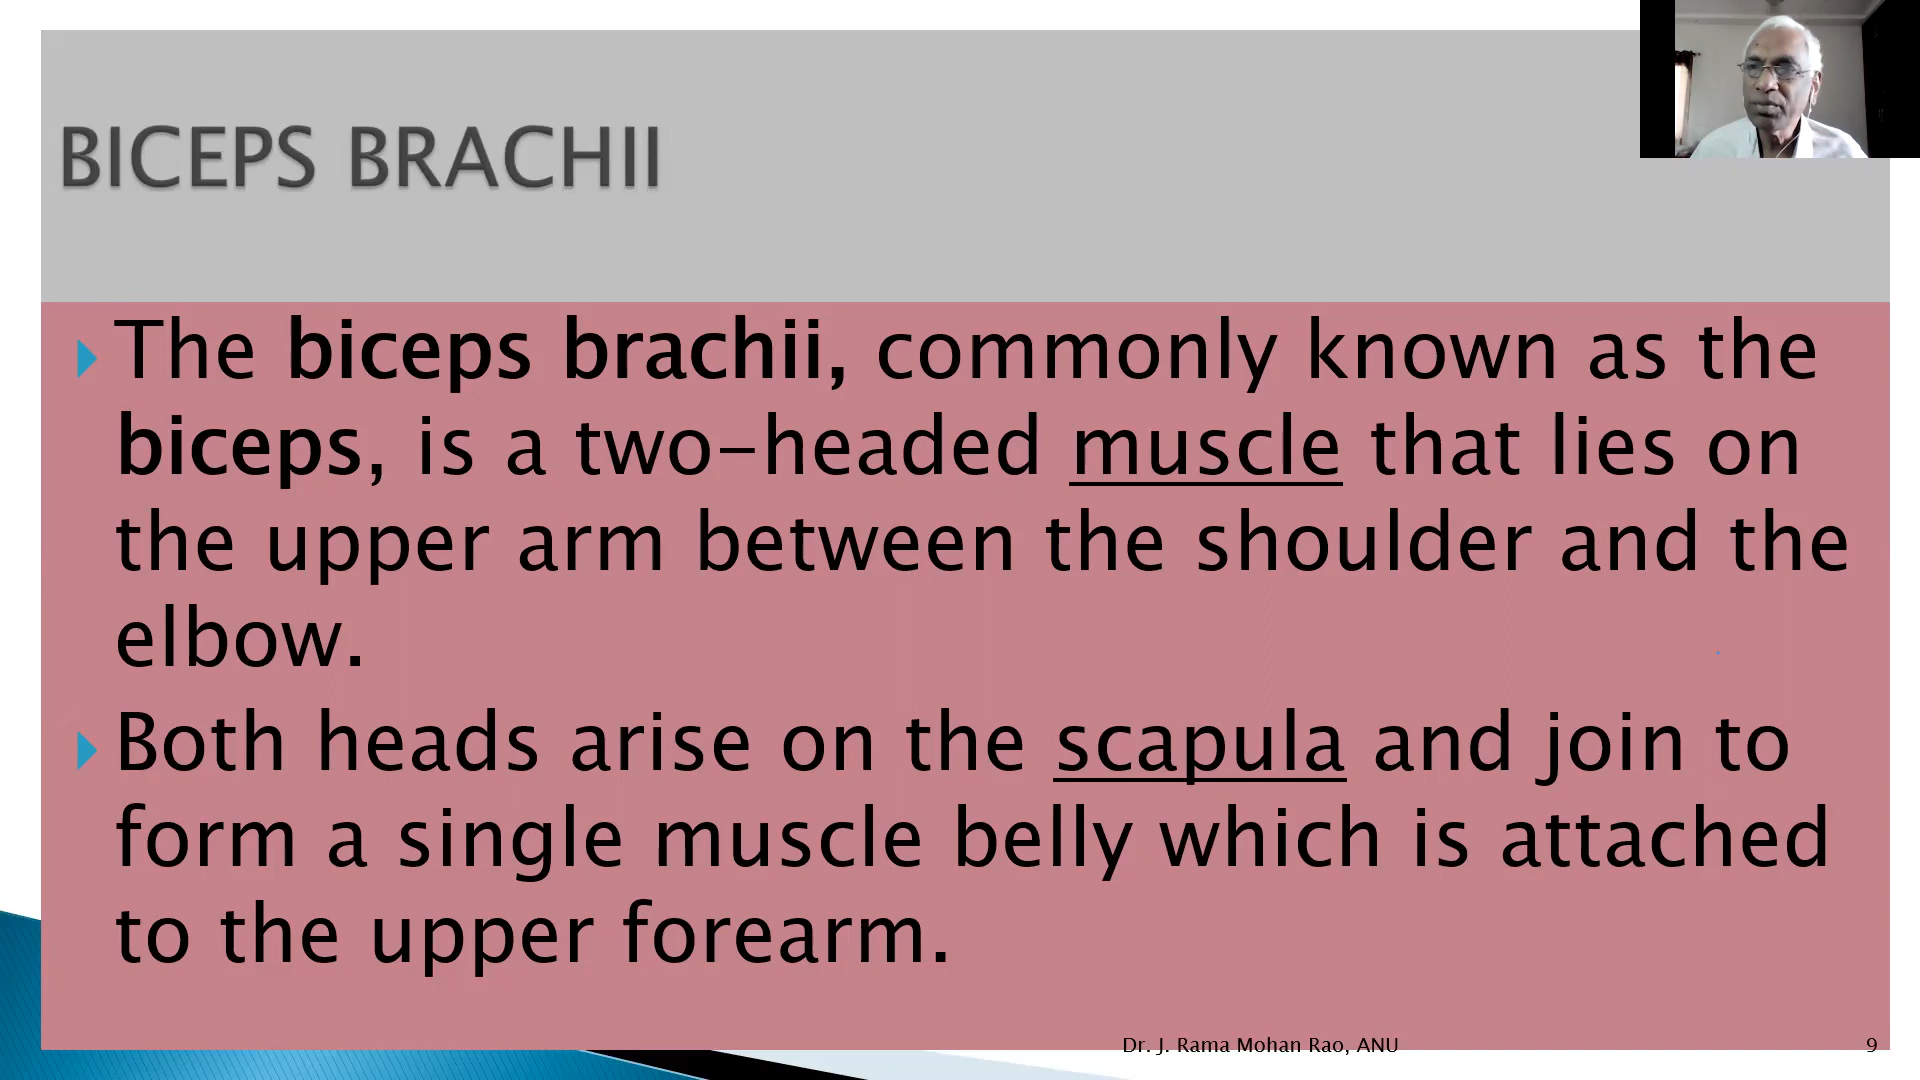 BICEPS BRACHII
The biceps brachii, commonly known as the
biceps, is a two-headed muscle that lies on
the upper arm between the shoulder and the
elbow.
Both heads arise on the scapula and join to
form a single muscle belly which is attached
to the upper forearm.
Dr. J. Rama Mohan Rao, ANU
9